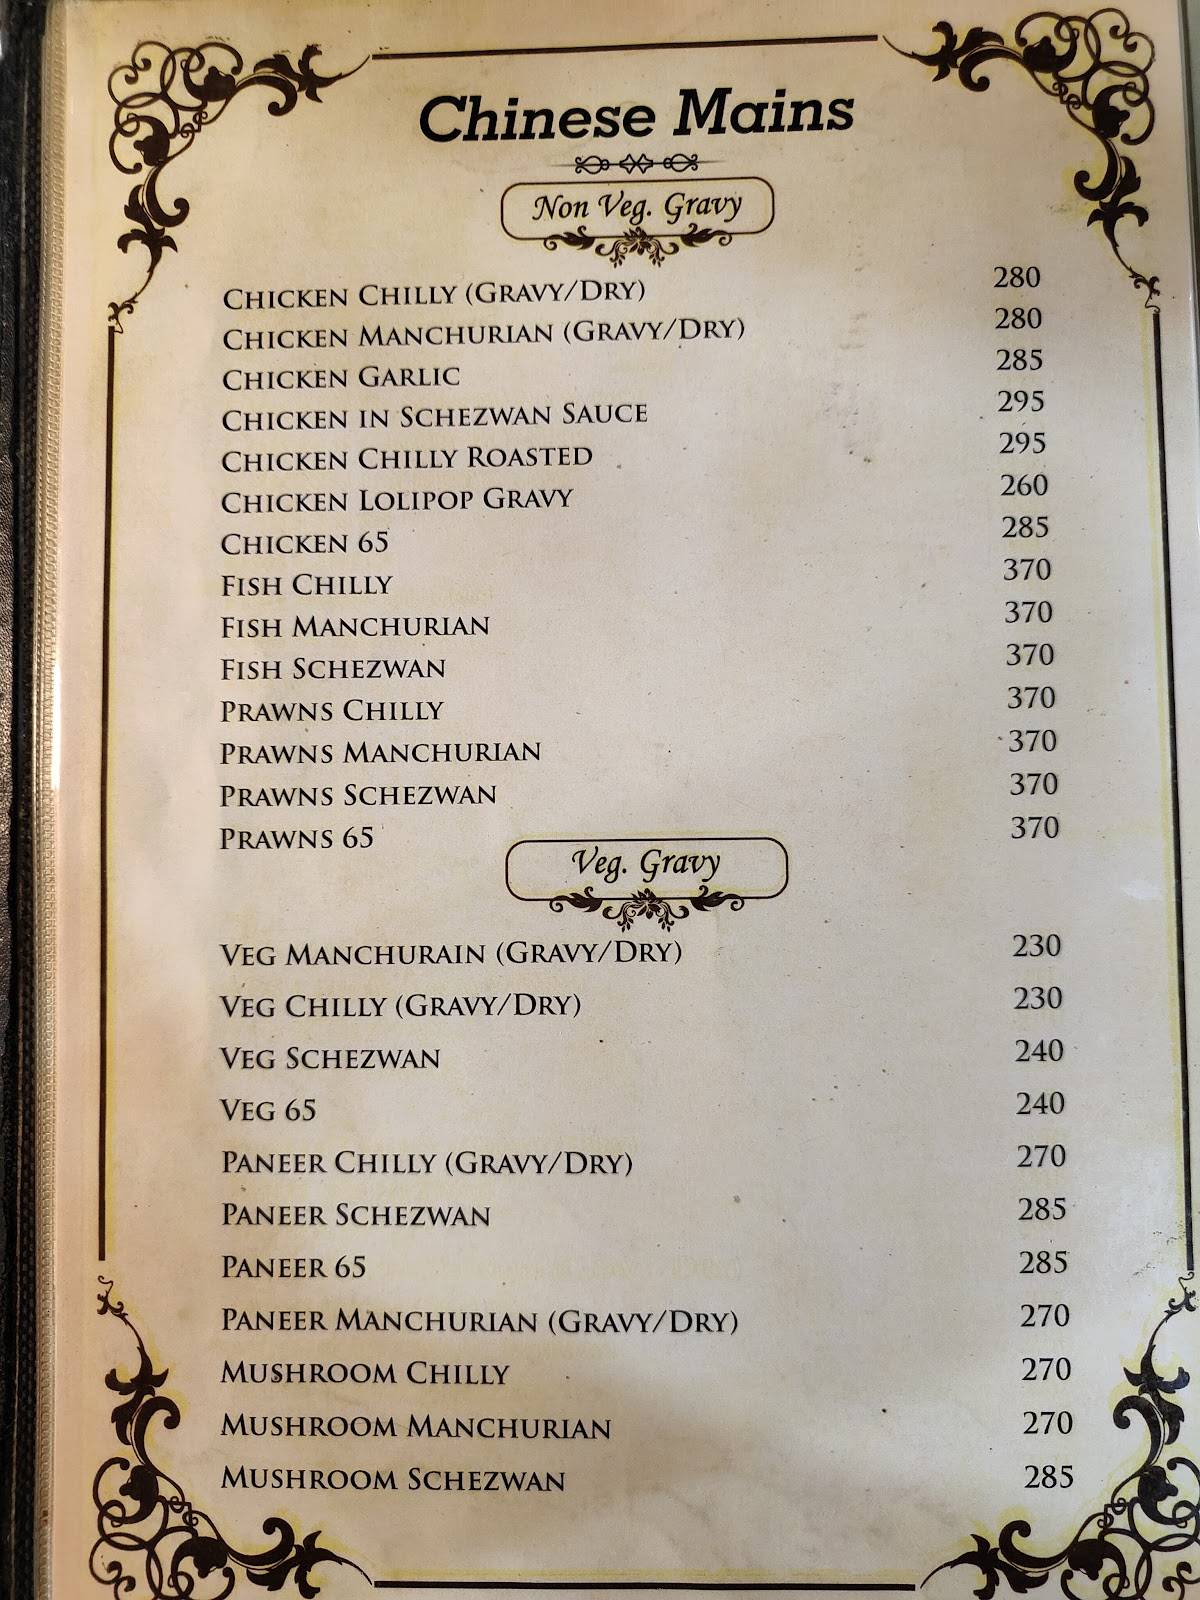 Chinese Mains
Non Veg. Gravy
Chicken Chilly (Gravy/Dry) 280
Chicken Manchurian (Gravy/Dry) 280
Chicken Garlic 285
Chicken in Schezwan Sauce 295
Chicken Chilly Roasted 295
Chicken Lolipop Gravy 260
Chicken 65 285
Fish Chilly 370
Fish Manchurian 370
Fish Schezwan 370
Prawns Chilly 370
Prawns Manchurian 370
Prawns Schezwan 370
Prawns 65 370
Veg. Gravy
Veg Manchurain (Gravy/Dry) 230
Veg Chilly (Gravy/Dry) 230
Veg Schezwan 240
Veg 65 240
Paneer Chilly (Gravy/Dry) 270
Paneer Schezwan 285
Paneer 65 285
Paneer Manchurian (Gravy/Dry) 270
Mushroom Chilly 270
Mushroom Manchurian 270
Mushroom Schezwan 285